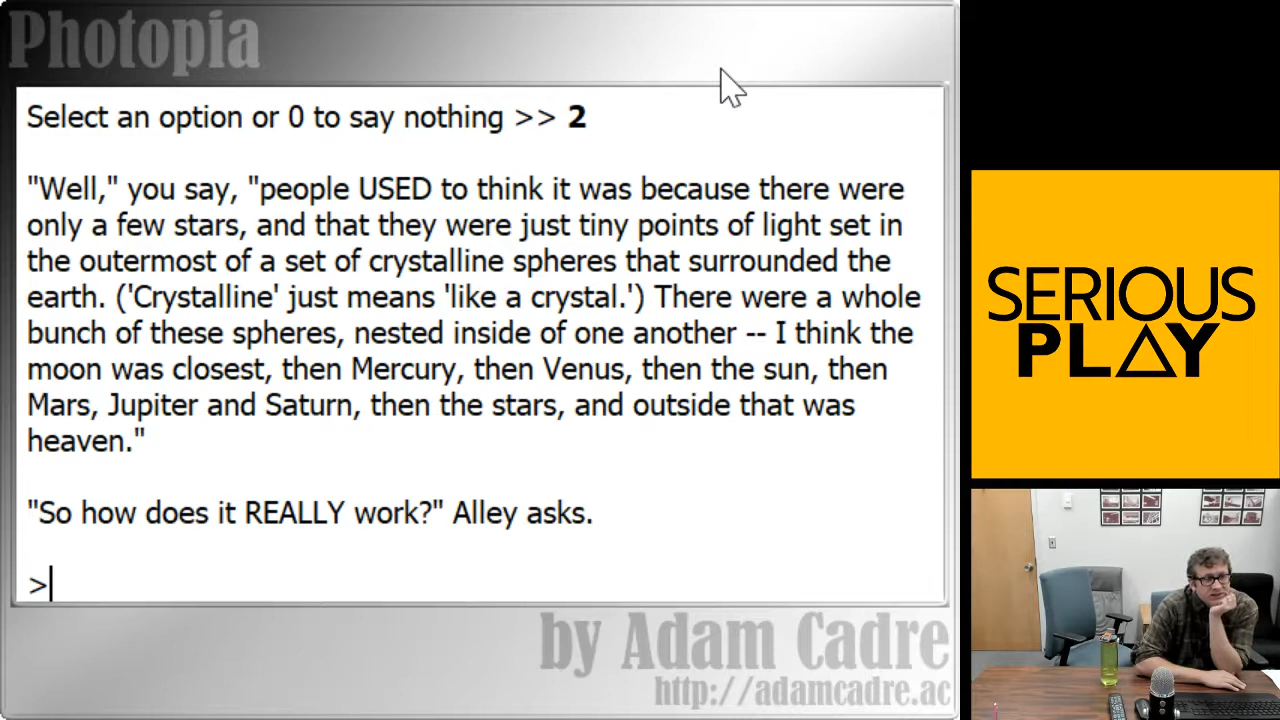 Photopia
Select an option or 0 to say nothing >> 2
"Well," you say, "people USED to think it was because there were
only a few stars, and that they were just tiny points of light set in
the outermost of a set of crystalline spheres that surrounded the
earth. ('Crystalline' just means 'like a crystal.') There were a whole
bunch of these spheres, nested inside of one another -- I think the
moon was closest, then Mercury, then Venus, then the sun, then
Mars, Jupiter and Saturn, then the stars, and outside that was
heaven."
"So how does it REALLY work?" Alley asks.
>
by Adam Cadre
http://adamcadre.ac
SERIOUS
PLAY